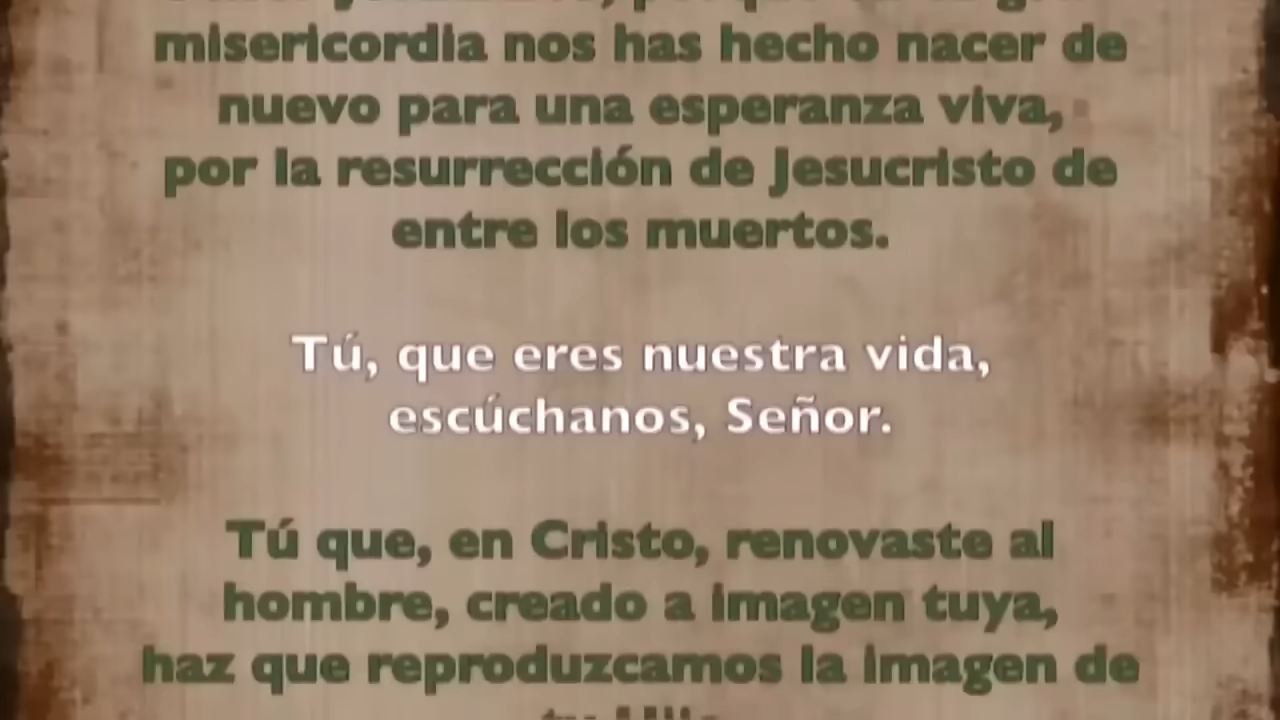 misericordia nos has hecho nacer de
nuevo para una esperanza viva,
por la resurrección de Jesucristo de
entre los muertos.
Tú, que eres nuestra vida,
escúchanos, Señor.
Tú que, en Cristo, renovaste al
hombre, creado a imagen tuya,
haz que reproduzcamos la imagen de